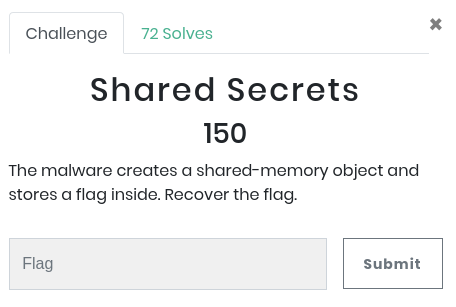 Challenge
72 Solves
×
Shared Secrets
150
The malware creates a shared-memory object and
stores a flag inside. Recover the flag.
Flag
Submit